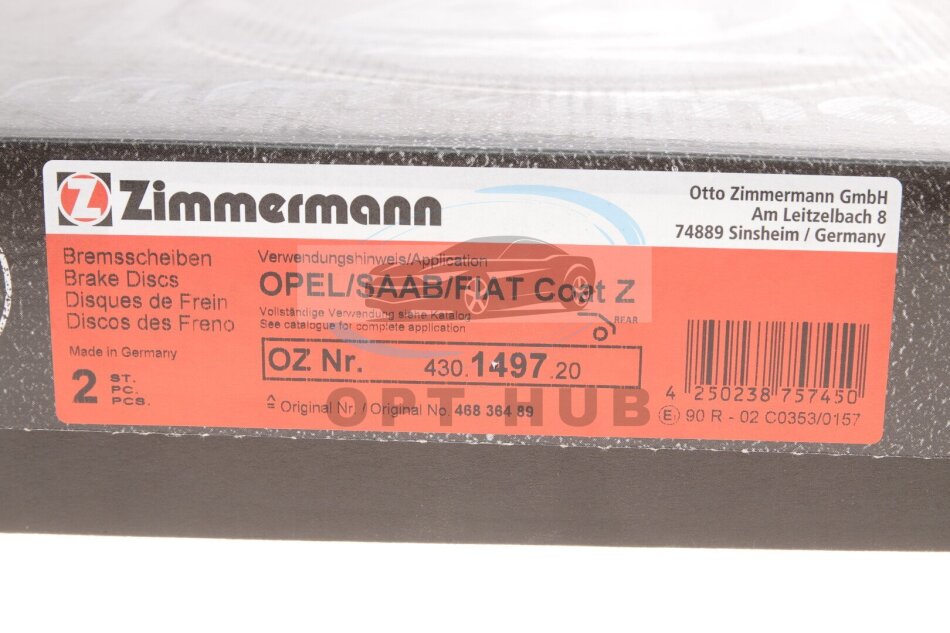 Zimmermann
Otto Zimmermann GmbH
Am Leitzelbach 8
74889 Sinsheim / Germany
Bremsscheiben
Brake Discs
Disques de Frein
Discos des Freno
Made in Germany
2 ST.
PC.
PCS.
Verwendungshinweis/Application
OPEL/SAAB/FIAT Coat Z
Vollständige Verwendung siehe Katalog
See catalogue for complete application
REAR
OZ Nr. 430.1497.20
≙ Original Nr. / Original No. 468 364 89
4 250238 757450
E 90 R - 02 C0353/0157
OPT HUB